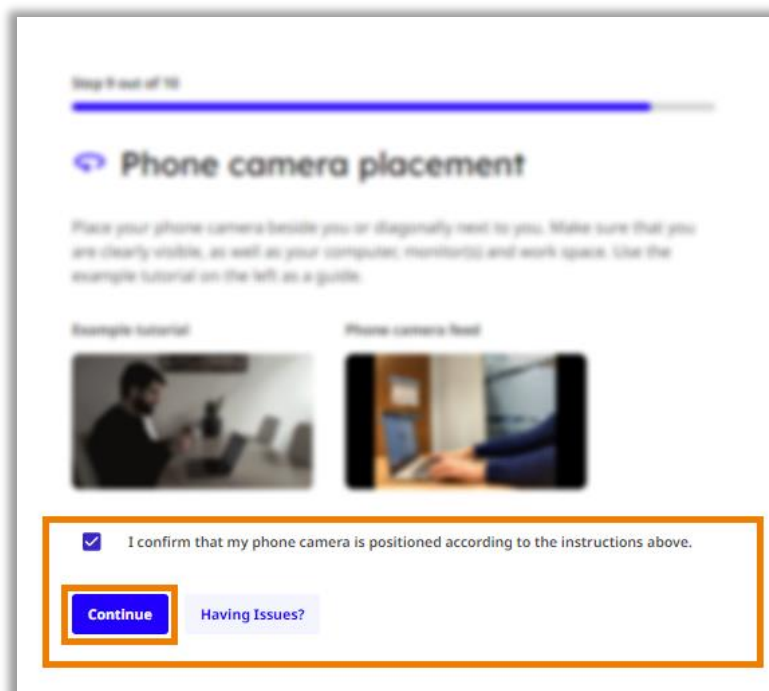 Step 9 out of 10
Phone camera placement
Place your phone camera beside you or diagonally next to you. Make sure that you
are clearly visible, as well as your computer, monitor(s) and work space. Use the
example tutorial on the left as a guide.
Example tutorial
Phone camera feed
I confirm that my phone camera is positioned according to the instructions above.
Continue
Having Issues?